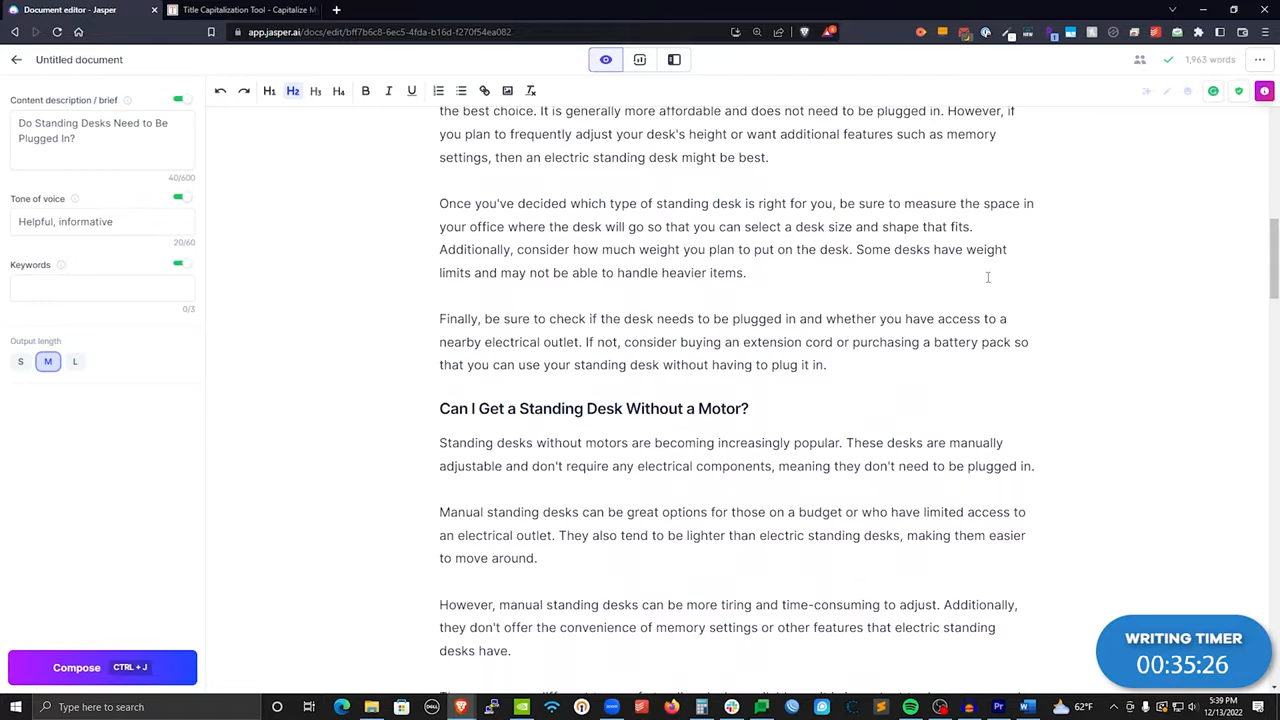 Document editor - Jasper
Title Capitalization Tool - Capitalize M
app.jasper.ai/docs/edit/bff7b6c8-6ec5-4fda-b16d-f270f54ea082
Untitled document
1,963 words
H1 H2 H3 H4 B I U
Content description / brief
Do Standing Desks Need to Be
Plugged In?
40/600
Tone of voice
Helpful, informative
20/60
Keywords
0/3
Output length
S M L
Compose CTRL + J
the best choice. It is generally more affordable and does not need to be plugged in. However, if
you plan to frequently adjust your desk's height or want additional features such as memory
settings, then an electric standing desk might be best.
Once you've decided which type of standing desk is right for you, be sure to measure the space in
your office where the desk will go so that you can select a desk size and shape that fits.
Additionally, consider how much weight you plan to put on the desk. Some desks have weight
limits and may not be able to handle heavier items.
Finally, be sure to check if the desk needs to be plugged in and whether you have access to a
nearby electrical outlet. If not, consider buying an extension cord or purchasing a battery pack so
that you can use your standing desk without having to plug it in.
Can I Get a Standing Desk Without a Motor?
Standing desks without motors are becoming increasingly popular. These desks are manually
adjustable and don't require any electrical components, meaning they don't need to be plugged in.
Manual standing desks can be great options for those on a budget or who have limited access to
an electrical outlet. They also tend to be lighter than electric standing desks, making them easier
to move around.
However, manual standing desks can be more tiring and time-consuming to adjust. Additionally,
they don't offer the convenience of memory settings or other features that electric standing
desks have.
WRITING TIMER
00:35:26
Type here to search
62°F
5:39 PM
12/13/2022